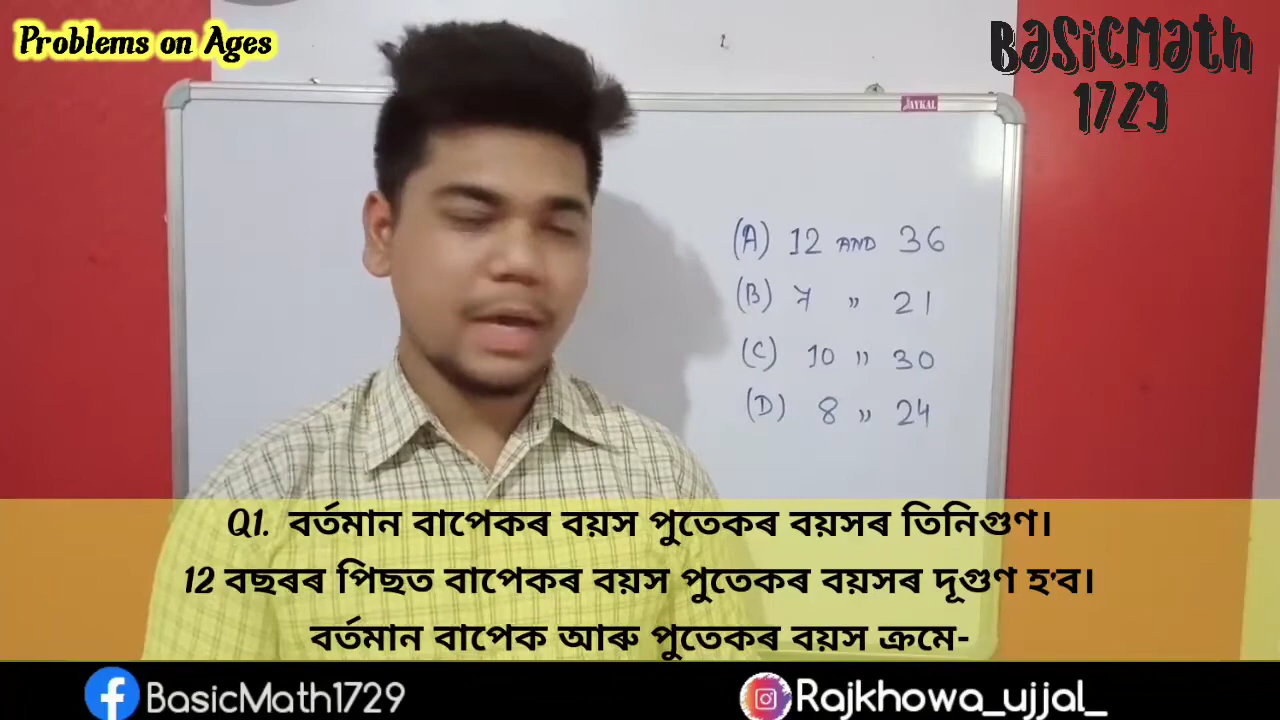 Problems on Ages
BaSiCMath
1729
JAYKAL
(A) 12 AND 36
(B) 7 " 21
(C) 10 " 30
(D) 8 " 24
Q1. বৰ্তমান বাপেকৰ বয়স পুতেকৰ বয়সৰ তিনিগুণ।
12 বছৰৰ পিছত বাপেকৰ বয়স পুতেকৰ বয়সৰ দূগুণ হ'ব।
বৰ্তমান বাপেক আৰু পুতেকৰ বয়স ক্ৰমে-
BasicMath1729
Rajkhowa_ujjal_